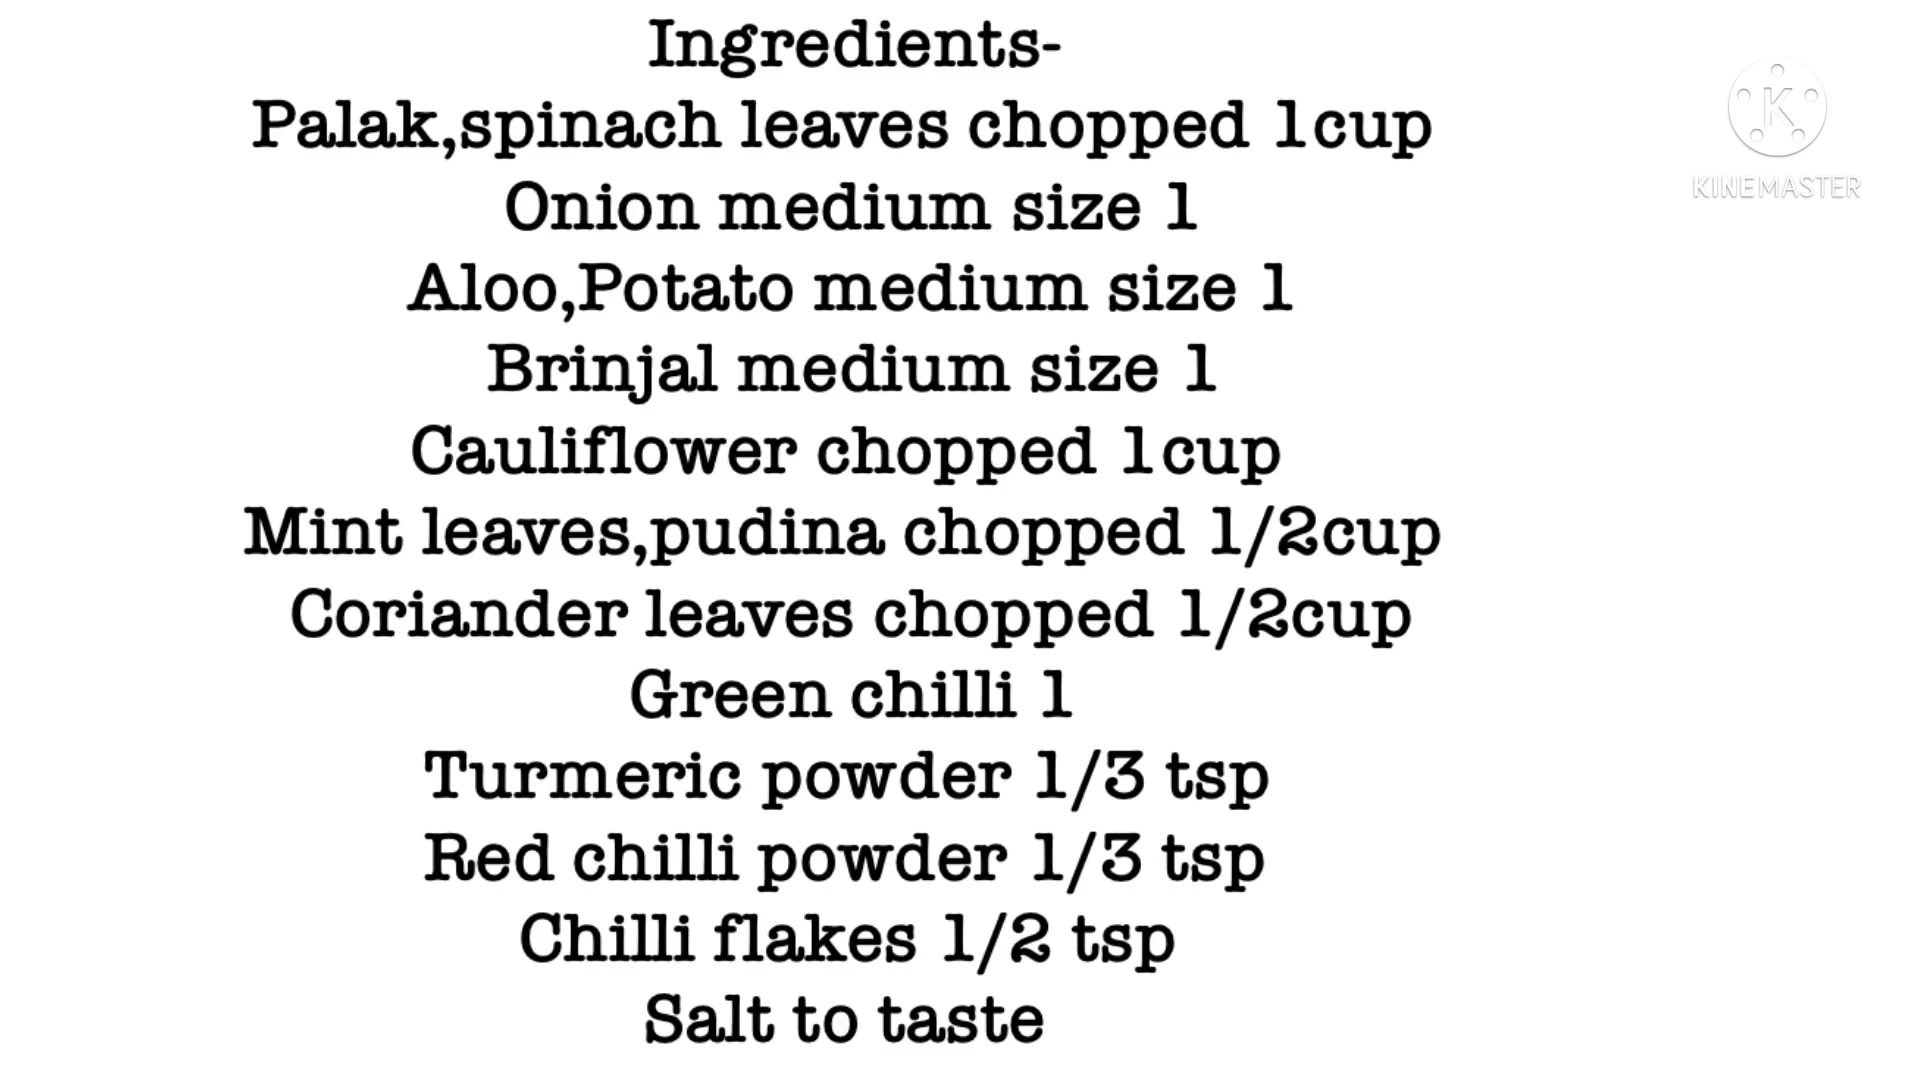 Ingredients-
Palak,spinach leaves chopped 1cup
Onion medium size 1
Aloo,Potato medium size 1
Brinjal medium size 1
Cauliflower chopped 1cup
Mint leaves,pudina chopped 1/2cup
Coriander leaves chopped 1/2cup
Green chilli 1
Turmeric powder 1/3 tsp
Red chilli powder 1/3 tsp
Chilli flakes 1/2 tsp
Salt to taste
K
KINEMASTER